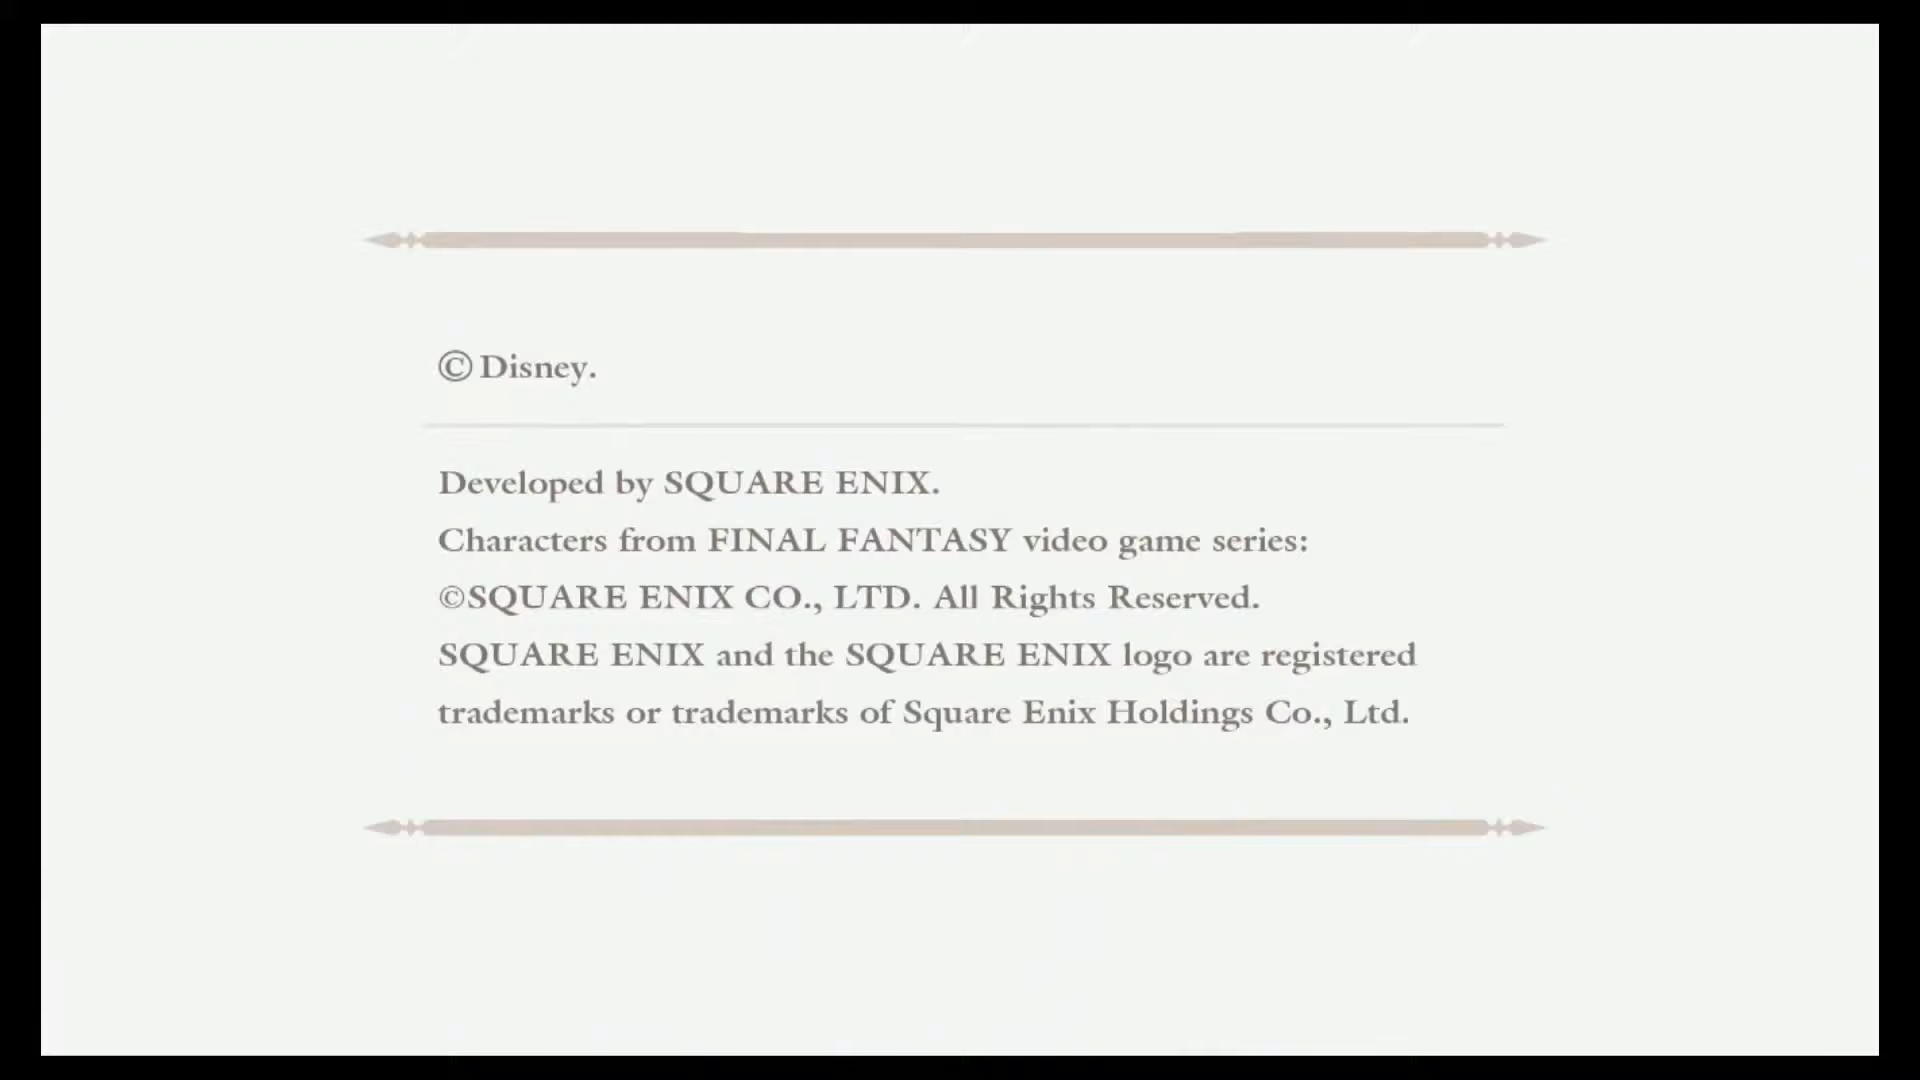 © Disney.
Developed by SQUARE ENIX.
Characters from FINAL FANTASY video game series:
©SQUARE ENIX CO., LTD. All Rights Reserved.
SQUARE ENIX and the SQUARE ENIX logo are registered
trademarks or trademarks of Square Enix Holdings Co., Ltd.